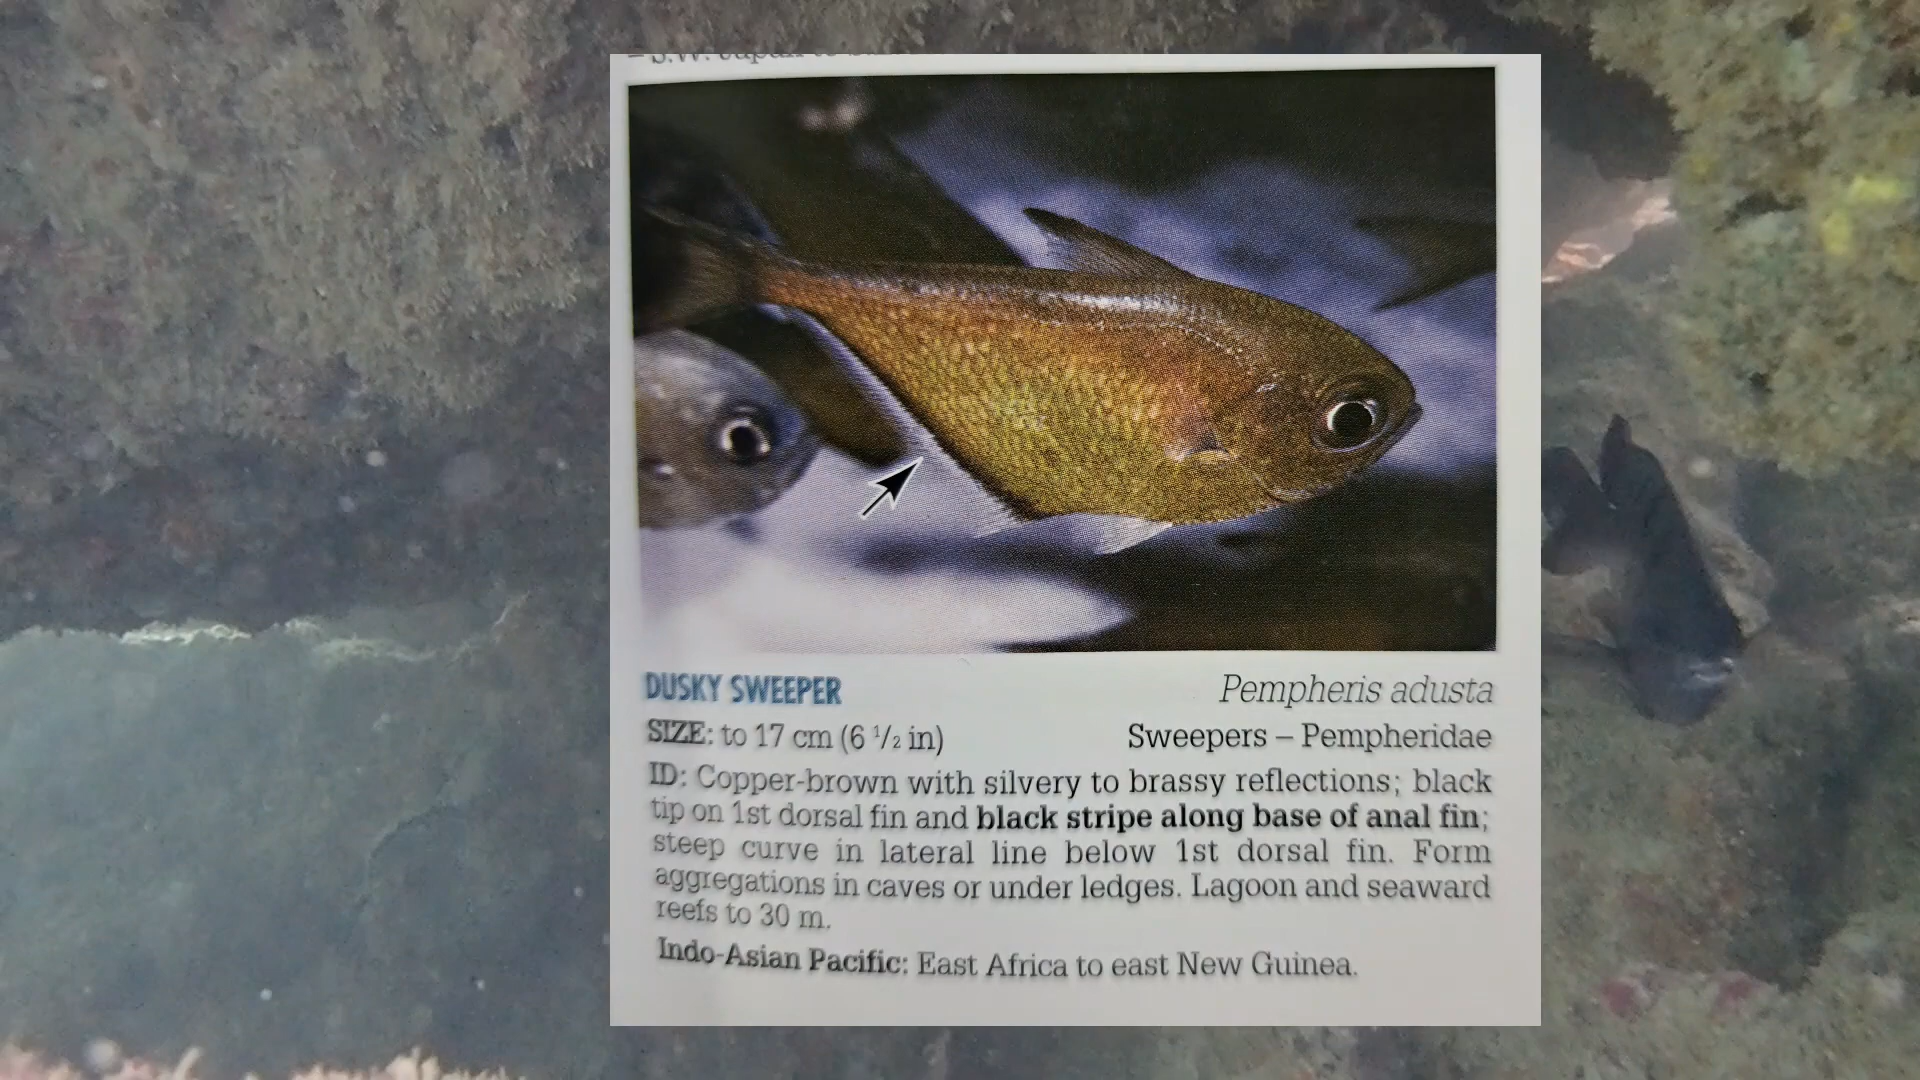 DUSKY SWEEPER Pempheris adusta
SIZE: to 17 cm (6 1/2 in) Sweepers – Pempheridae
ID: Copper-brown with silvery to brassy reflections; black
tip on 1st dorsal fin and black stripe along base of anal fin;
steep curve in lateral line below 1st dorsal fin. Form
aggregations in caves or under ledges. Lagoon and seaward
reefs to 30 m.
Indo-Asian Pacific: East Africa to east New Guinea.